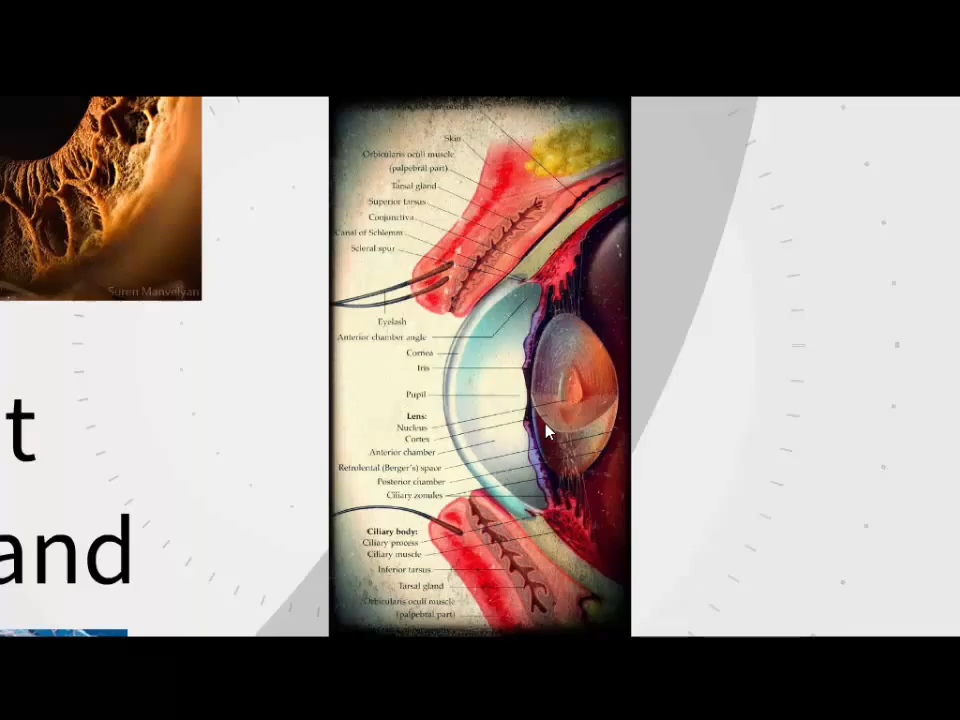 Skin
Orbicularis oculi muscle
(palpebral part)
Tarsal gland
Superior tarsus
Conjunctiva
Canal of Schlemm
Scleral spur
Suren Manvelyan
Eyelash
Anterior chamber angle
Cornea
Iris
Pupil
Lens:
Nucleus
Cortex
Anterior chamber
Retrolental (Berger's) space
Posterior chamber
Ciliary zonules
t
and
Ciliary body:
Ciliary process
Ciliary muscle
Inferior tarsus
Tarsal gland
Orbicularis oculi muscle
(palpebral part)